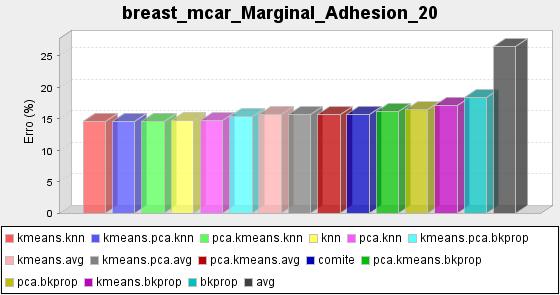 breast_mcar_Marginal_Adhesion_20
25
20
15
10
5
0
Erro (%)
kmeans.knn kmeans.pca.knn pca.kmeans.knn knn pca.knn kmeans.pca.bkprop
kmeans.avg kmeans.pca.avg pca.kmeans.avg comite pca.kmeans.bkprop
pca.bkprop kmeans.bkprop bkprop avg